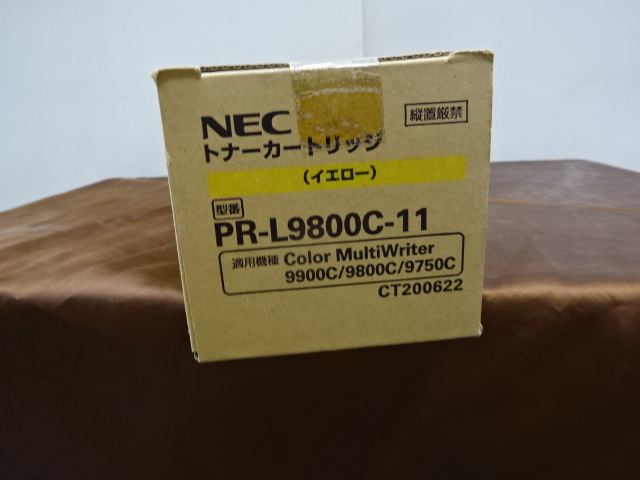 NEC
縦置厳禁
トナーカートリッジ
(イエロー)
型番
PR-L9800C-11
適用機種 Color MultiWriter
9900C/9800C/9750C
CT200622